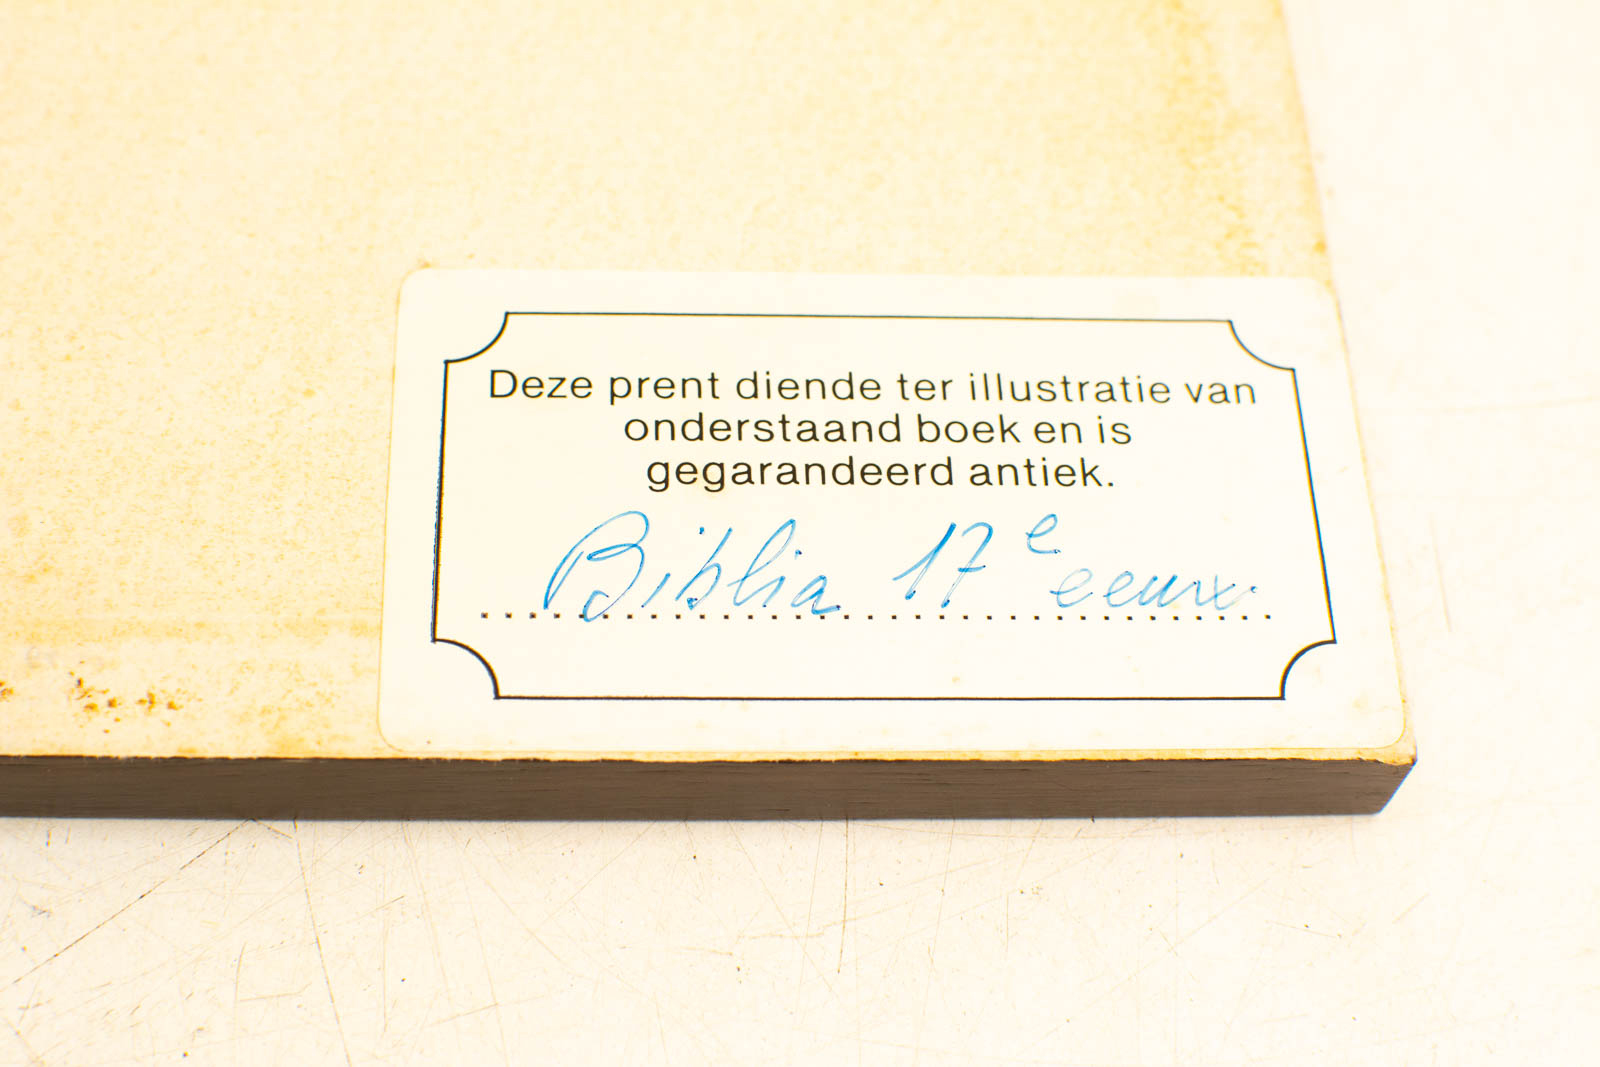 Deze prent diende ter illustratie van
onderstaand boek en is
gegarandeerd antiek.
Biblia 17e eeuw